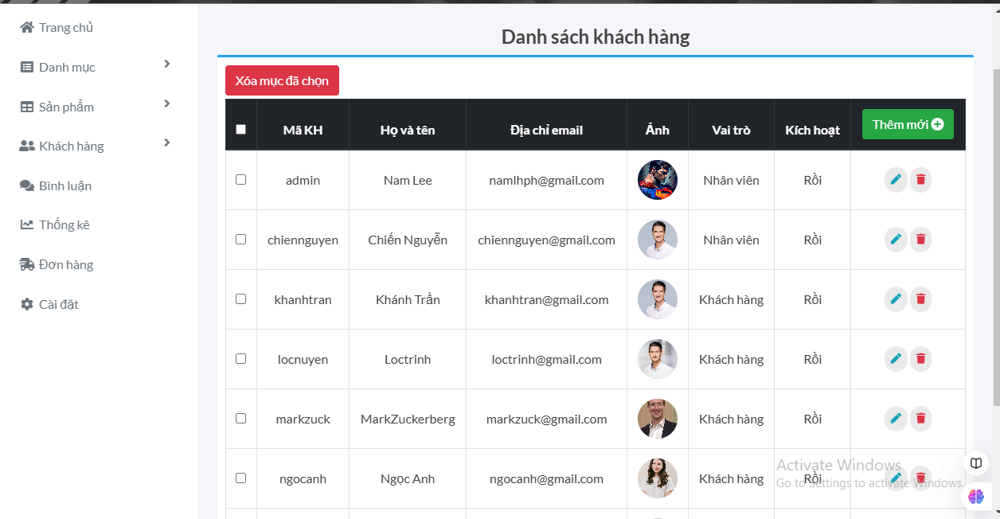 Trang chủ
Danh mục
Sản phẩm
Khách hàng
Bình luận
Thống kê
Đơn hàng
Cài đặt
Danh sách khách hàng
Xóa mục đã chọn
Mã KH Họ và tên Địa chỉ email Ảnh Vai trò Kích hoạt Thêm mới
admin Nam Lee namlhph@gmail.com Nhân viên Rồi
chiennguyen Chiến Nguyễn chiennguyen@gmail.com Nhân viên Rồi
khanhtran Khánh Trần khanhtran@gmail.com Khách hàng Rồi
locnuyen Loctrinh loctrinh@gmail.com Khách hàng Rồi
markzuck MarkZuckerberg markzuck@gmail.com Khách hàng Rồi
ngocanh Ngọc Anh ngocanh@gmail.com Khách hàng Rồi
Activate Windows
Go to Settings to activate Windows.